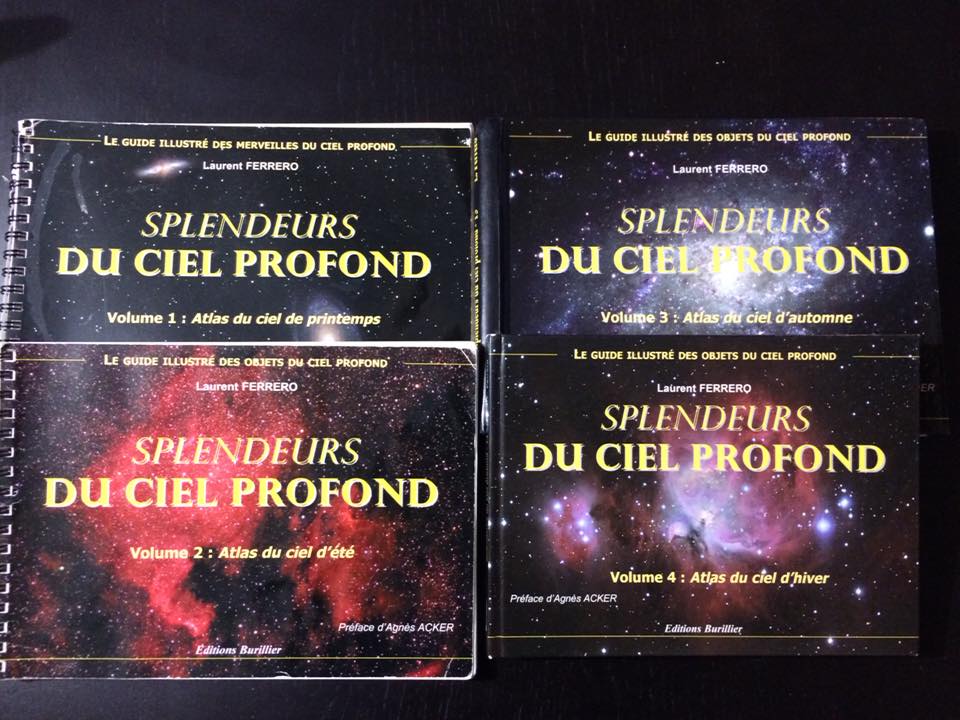 LE GUIDE ILLUSTRÉ DES MERVEILLES DU CIEL PROFOND
Laurent FERRERO
SPLENDEURS
DU CIEL PROFOND
Volume 1 : Atlas du ciel de printemps
LE GUIDE ILLUSTRÉ DES OBJETS DU CIEL PROFOND
Laurent FERRERO
SPLENDEURS
DU CIEL PROFOND
Volume 3 : Atlas du ciel d'automne
ACKER
LE GUIDE ILLUSTRÉ DES OBJETS DU CIEL PROFOND
Laurent FERRERO
SPLENDEURS
DU CIEL PROFOND
Volume 2 : Atlas du ciel d'été
Préface d'Agnès ACKER
Éditions Burillier
LE GUIDE ILLUSTRÉ DES OBJETS DU CIEL PROFOND
Laurent FERRERO
SPLENDEURS
DU CIEL PROFOND
Volume 4 : Atlas du ciel d'hiver
Préface d'Agnès ACKER
Editions Burillier